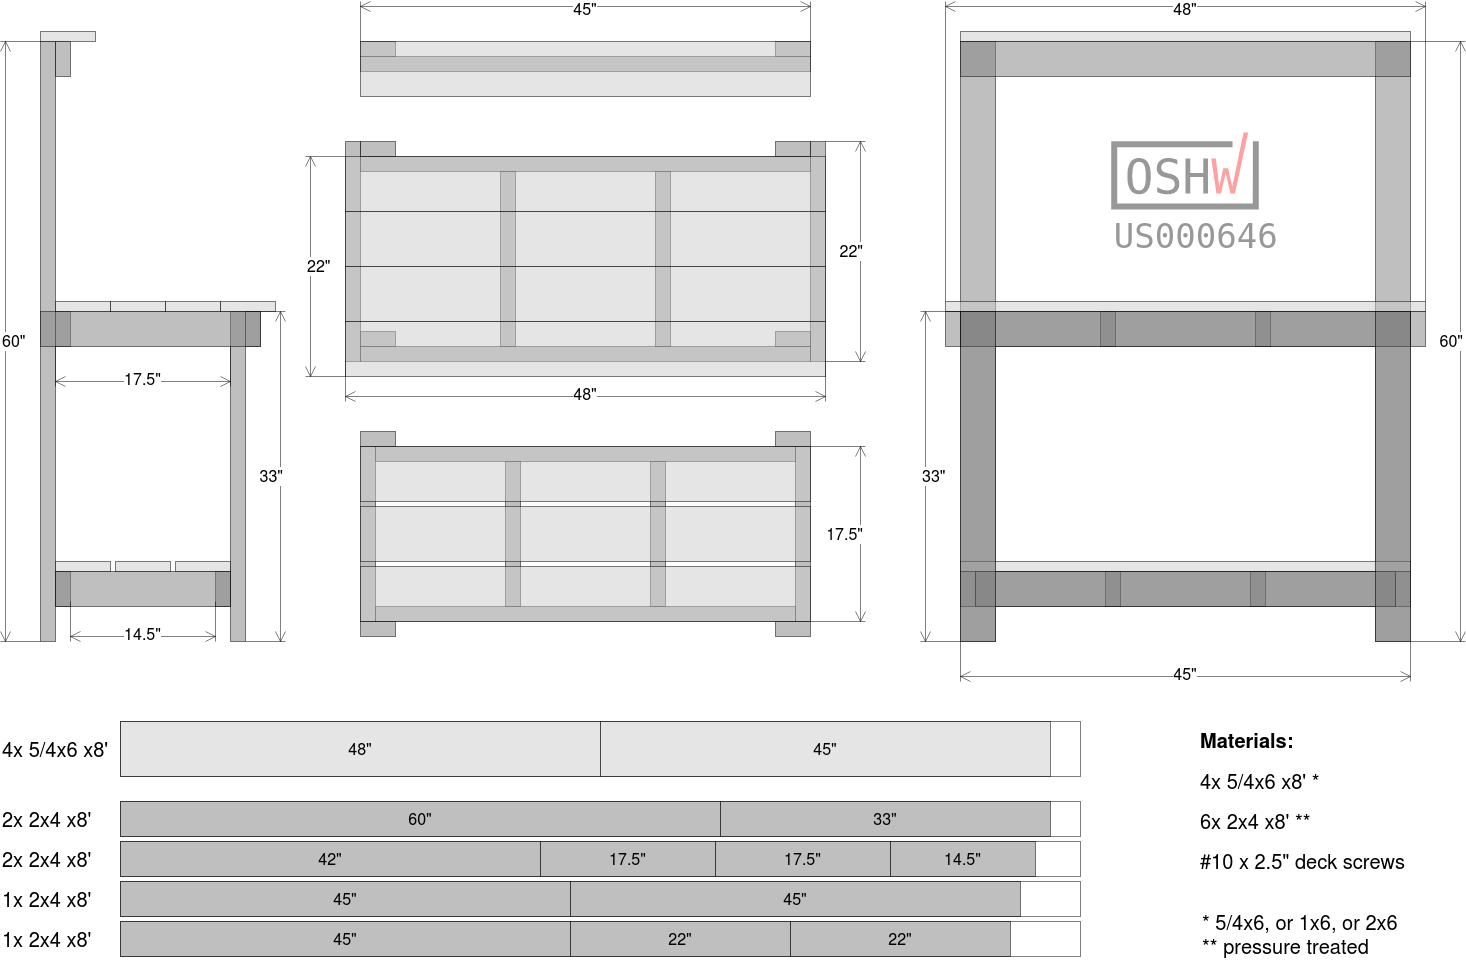 45"
48"
OSHW
US000646
22"
22"
60"
60"
17.5"
48"
33"
33"
17.5"
14.5"
45"
4x 5/4x6 x8' 48" 45"
2x 2x4 x8' 60" 33"
2x 2x4 x8' 42" 17.5" 17.5" 14.5"
1x 2x4 x8' 45" 45"
1x 2x4 x8' 45" 22" 22"
Materials:
4x 5/4x6 x8' *
6x 2x4 x8' **
#10 x 2.5" deck screws
* 5/4x6, or 1x6, or 2x6
** pressure treated